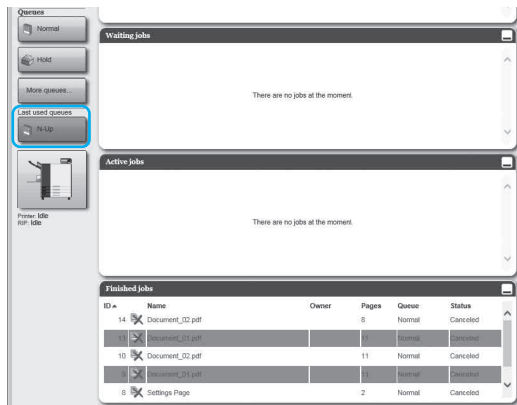 Queues
Normal
Hold
More queues...
Last used queues
N-Up
Printer: Idle
RIP: Idle
Waiting jobs
There are no jobs at the moment.
Active jobs
There are no jobs at the moment.
Finished jobs
ID Name Owner Pages Queue Status
14 Document_02.pdf 8 Normal Canceled
13 Document_01.pdf 11 Normal Canceled
10 Document_02.pdf 11 Normal Canceled
9 Document_01.pdf 11 Normal Canceled
8 Settings Page 2 Normal Canceled